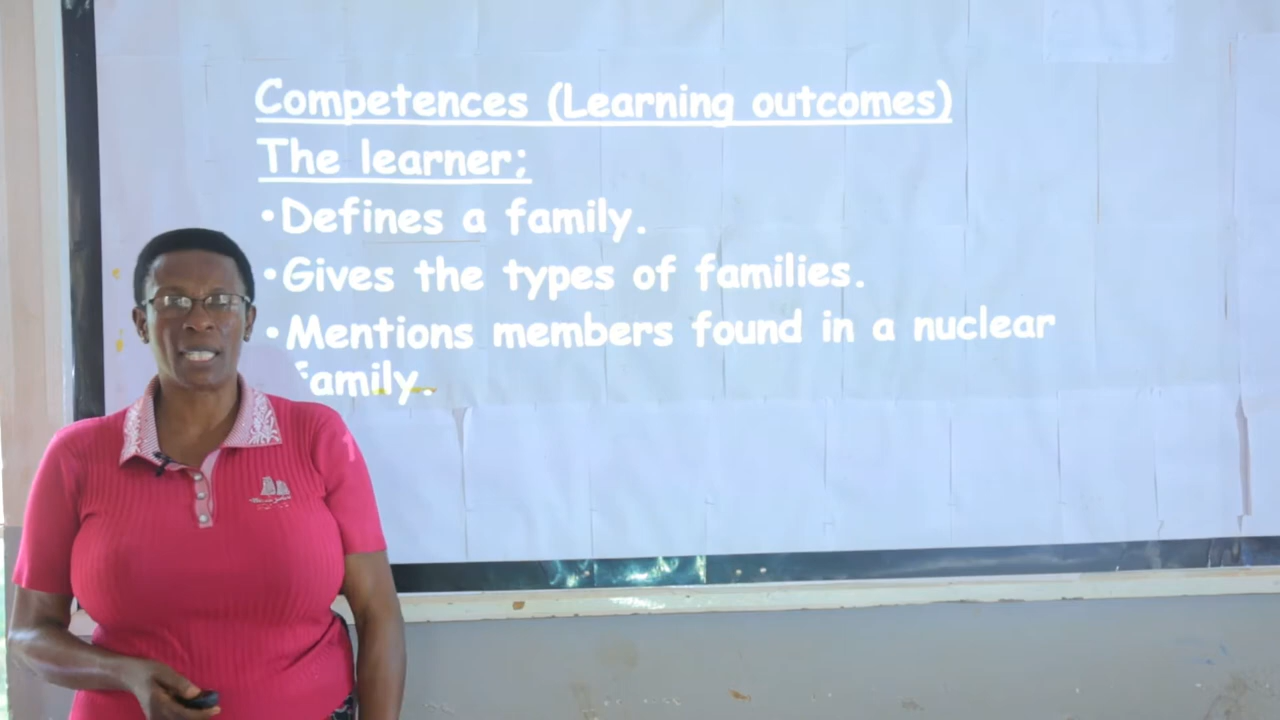 Competences (Learning outcomes)
The learner;
•Defines a family.
•Gives the types of families.
•Mentions members found in a nuclear
family.